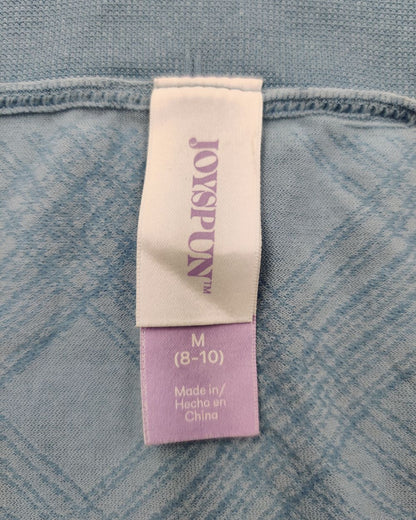 JOYSPUN™
M
(8-10)
Made in/
Hecho en
China